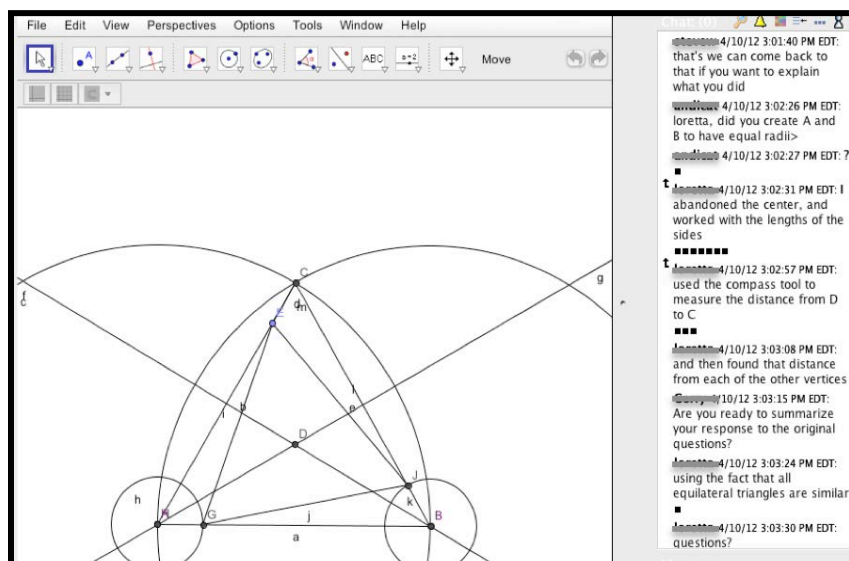 File Edit View Perspectives Options Tools Window Help
Chat: (0)
A
ABC
a=2
Move
4/10/12 3:01:40 PM EDT:
that's we can come back to
that if you want to explain
what you did
4/10/12 3:02:26 PM EDT:
loretta, did you create A and
B to have equal radii>
4/10/12 3:02:27 PM EDT: ?
4/10/12 3:02:31 PM EDT: I
abandoned the center, and
worked with the lengths of the
sides
4/10/12 3:02:57 PM EDT:
used the compass tool to
measure the distance from D
to C
4/10/12 3:03:08 PM EDT:
and then found that distance
from each of the other vertices
4/10/12 3:03:15 PM EDT:
Are you ready to summarize
your response to the original
questions?
4/10/12 3:03:24 PM EDT:
using the fact that all
equilateral triangles are similar
4/10/12 3:03:30 PM EDT:
questions?
C
g
m
E
i
b
l
e
D
J
h
k
G
j
B
a